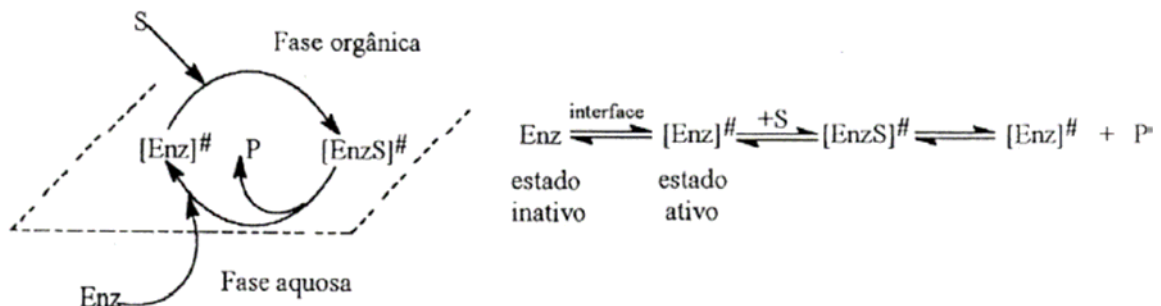 S
Fase orgânica
[Enz]# P [EnzS]#
Fase aquosa
Enz
Enz interface [Enz]# +S [EnzS]# [Enz]# + P
estado inativo
estado ativo